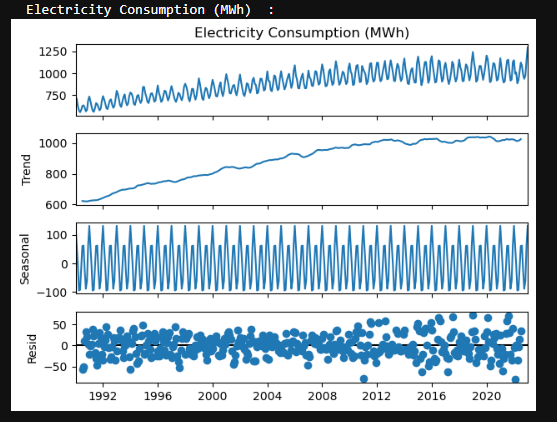 Electricity Consumption (MWh)  :
Electricity Consumption (MWh)
1250
1000
750
Trend
1000
800
600
Seasonal
100
0
−100
Resid
50
0
−50
1992 1996 2000 2004 2008 2012 2016 2020